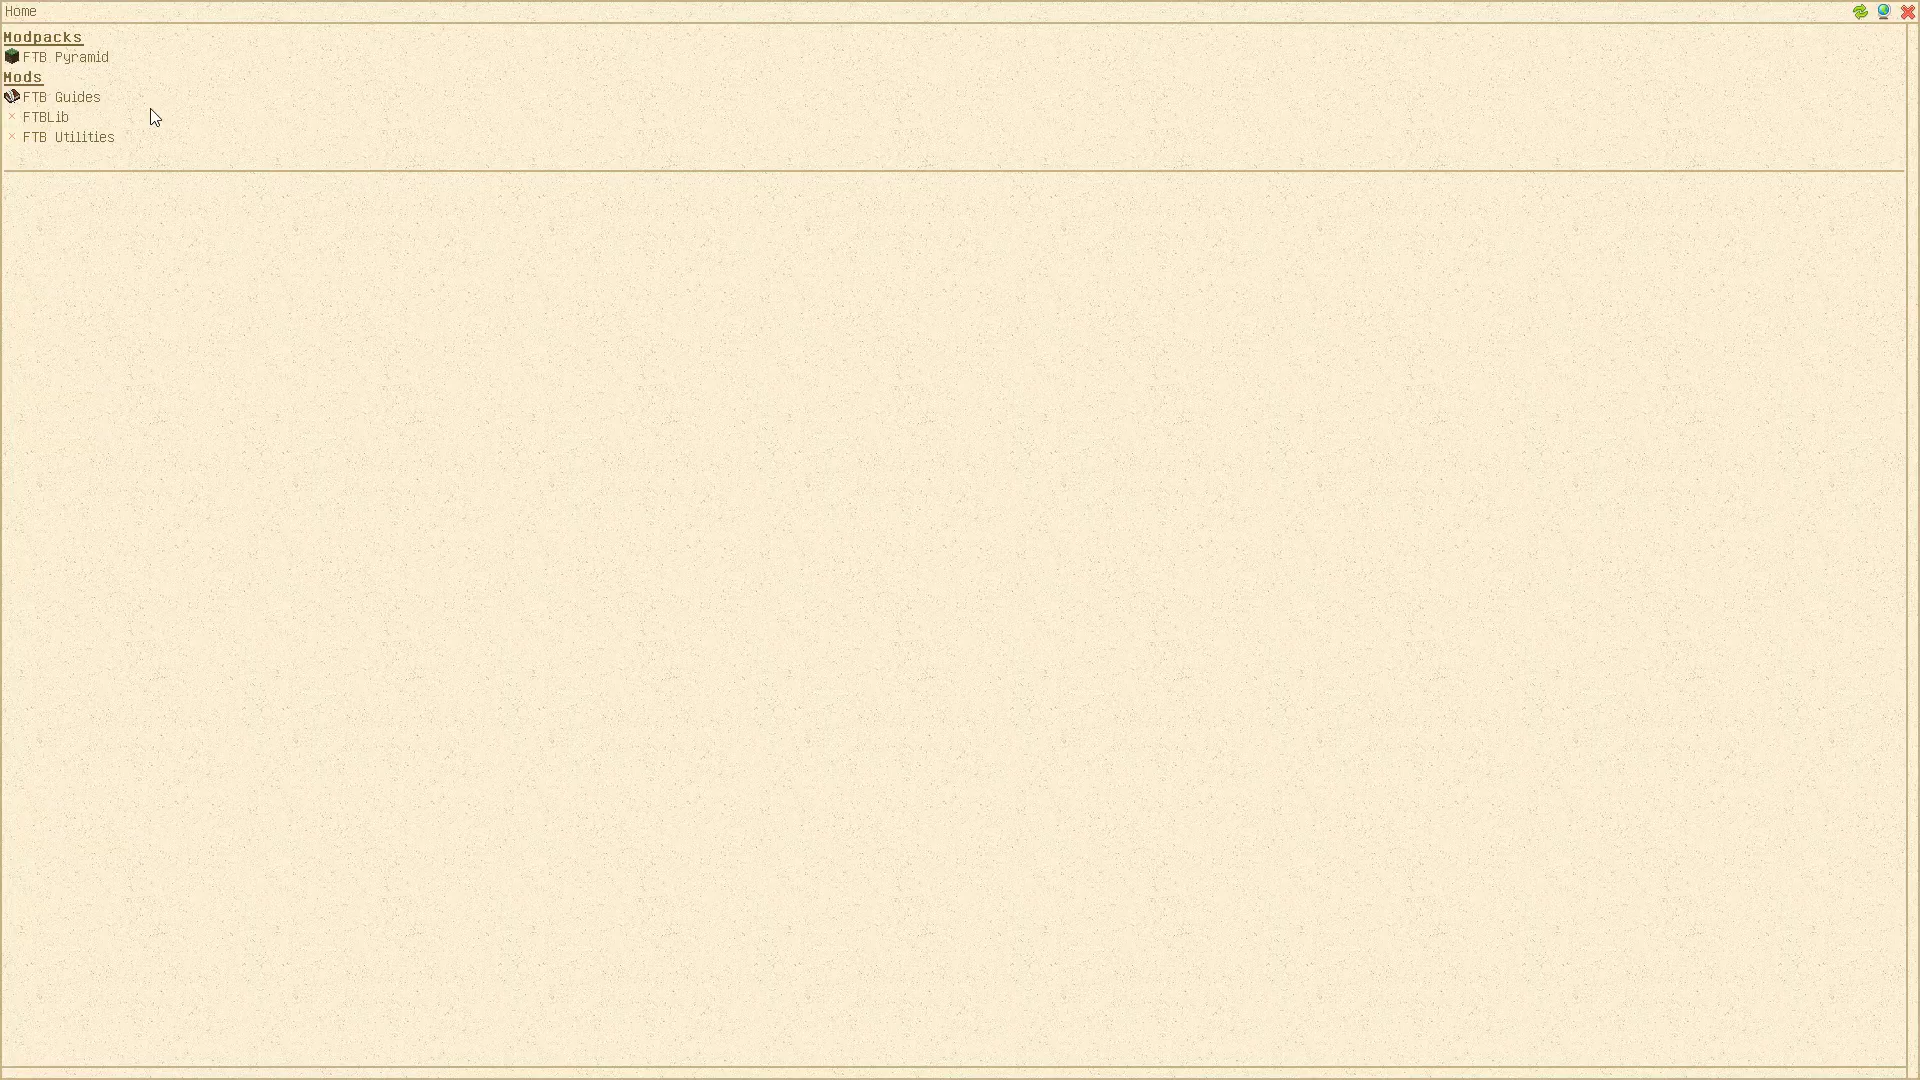 Home
Modpacks
FTB Pyramid
Mods
FTB Guides
FTBLib
FTB Utilities